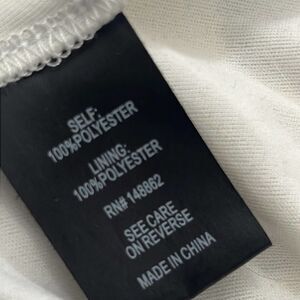 SELF:
100%POLYESTER
LINING:
100%POLYESTER
RN# 148862
SEE CARE
ON REVERSE
MADE IN CHINA